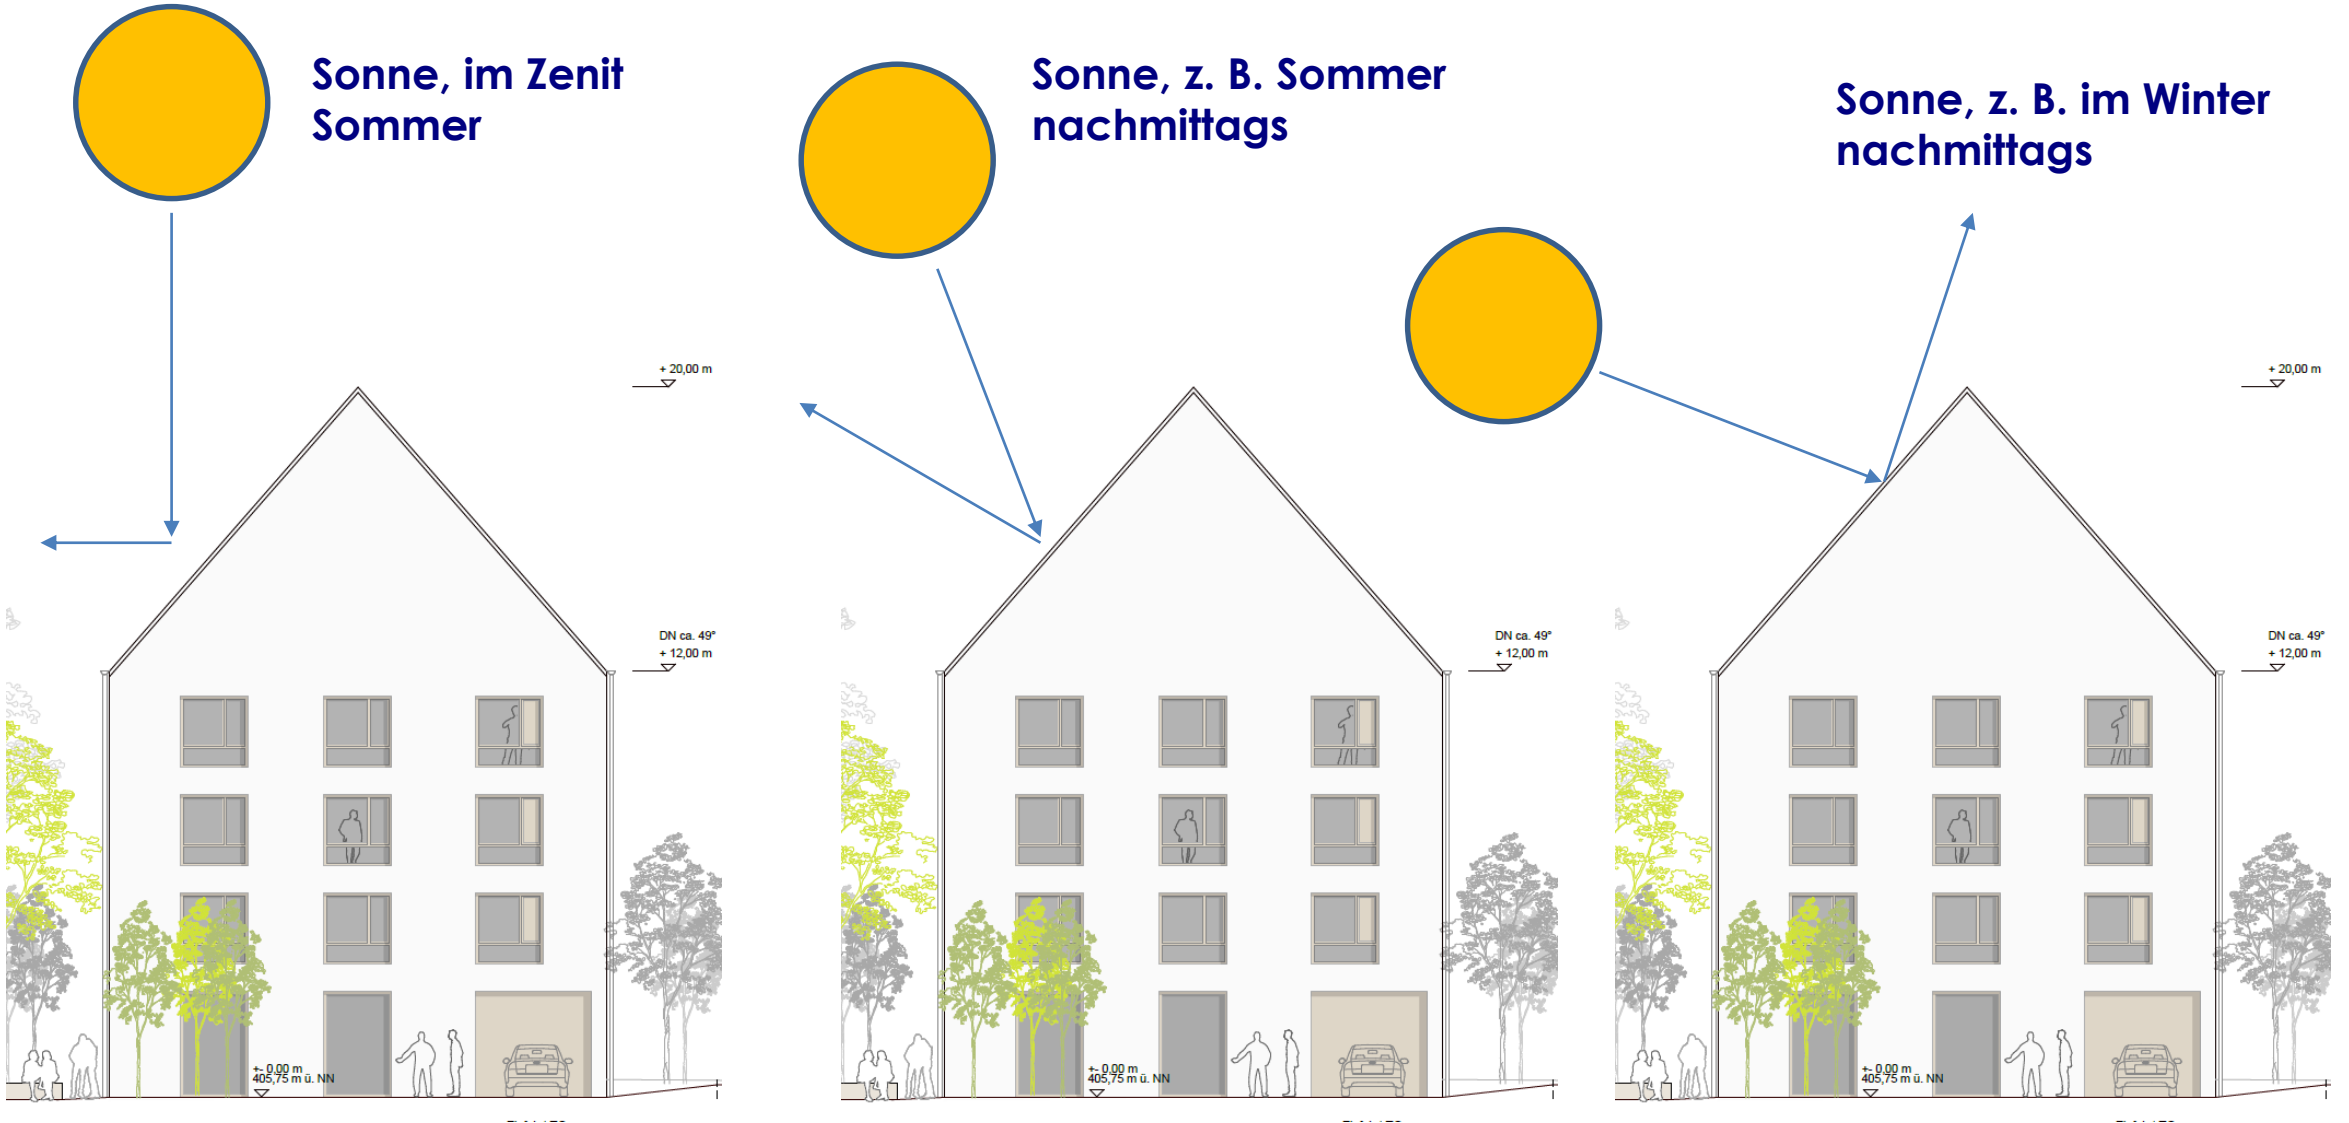 Sonne, im Zenit
Sommer
Sonne, z. B. Sommer
nachmittags
Sonne, z. B. im Winter
nachmittags
+ 20,00 m
+ 20,00 m
DN ca. 49°
+ 12,00 m
DN ca. 49°
+ 12,00 m
DN ca. 49°
+ 12,00 m
+- 0,00 m
405,75 m ü. NN
+- 0,00 m
405,75 m ü. NN
+- 0,00 m
405,75 m ü. NN